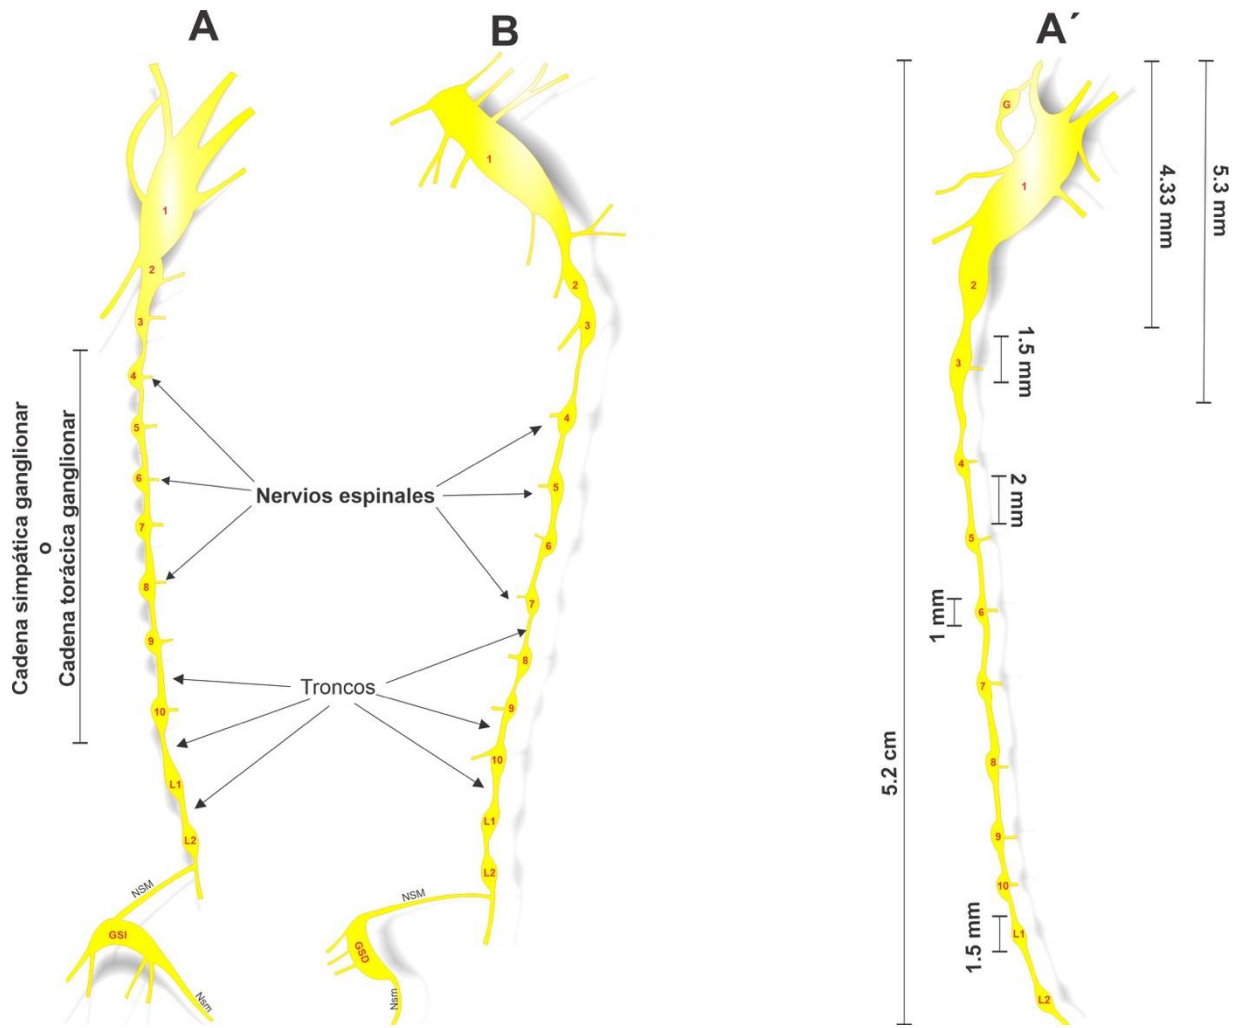 A
B
A´
1
2
3
4
5
6
7
8
9
10
L1
L2
NSM
GSI
Nsm
Cadena simpática ganglionar
o
Cadena torácica ganglionar
Nervios espinales
Troncos
1
2
3
4
5
6
7
8
9
10
L1
L2
NSM
GSD
Nsm
G
1
2
3
4
5
6
7
8
9
10
L1
L2
5.2 cm
4.33 mm
5.3 mm
1.5 mm
2 mm
1 mm
1.5 mm